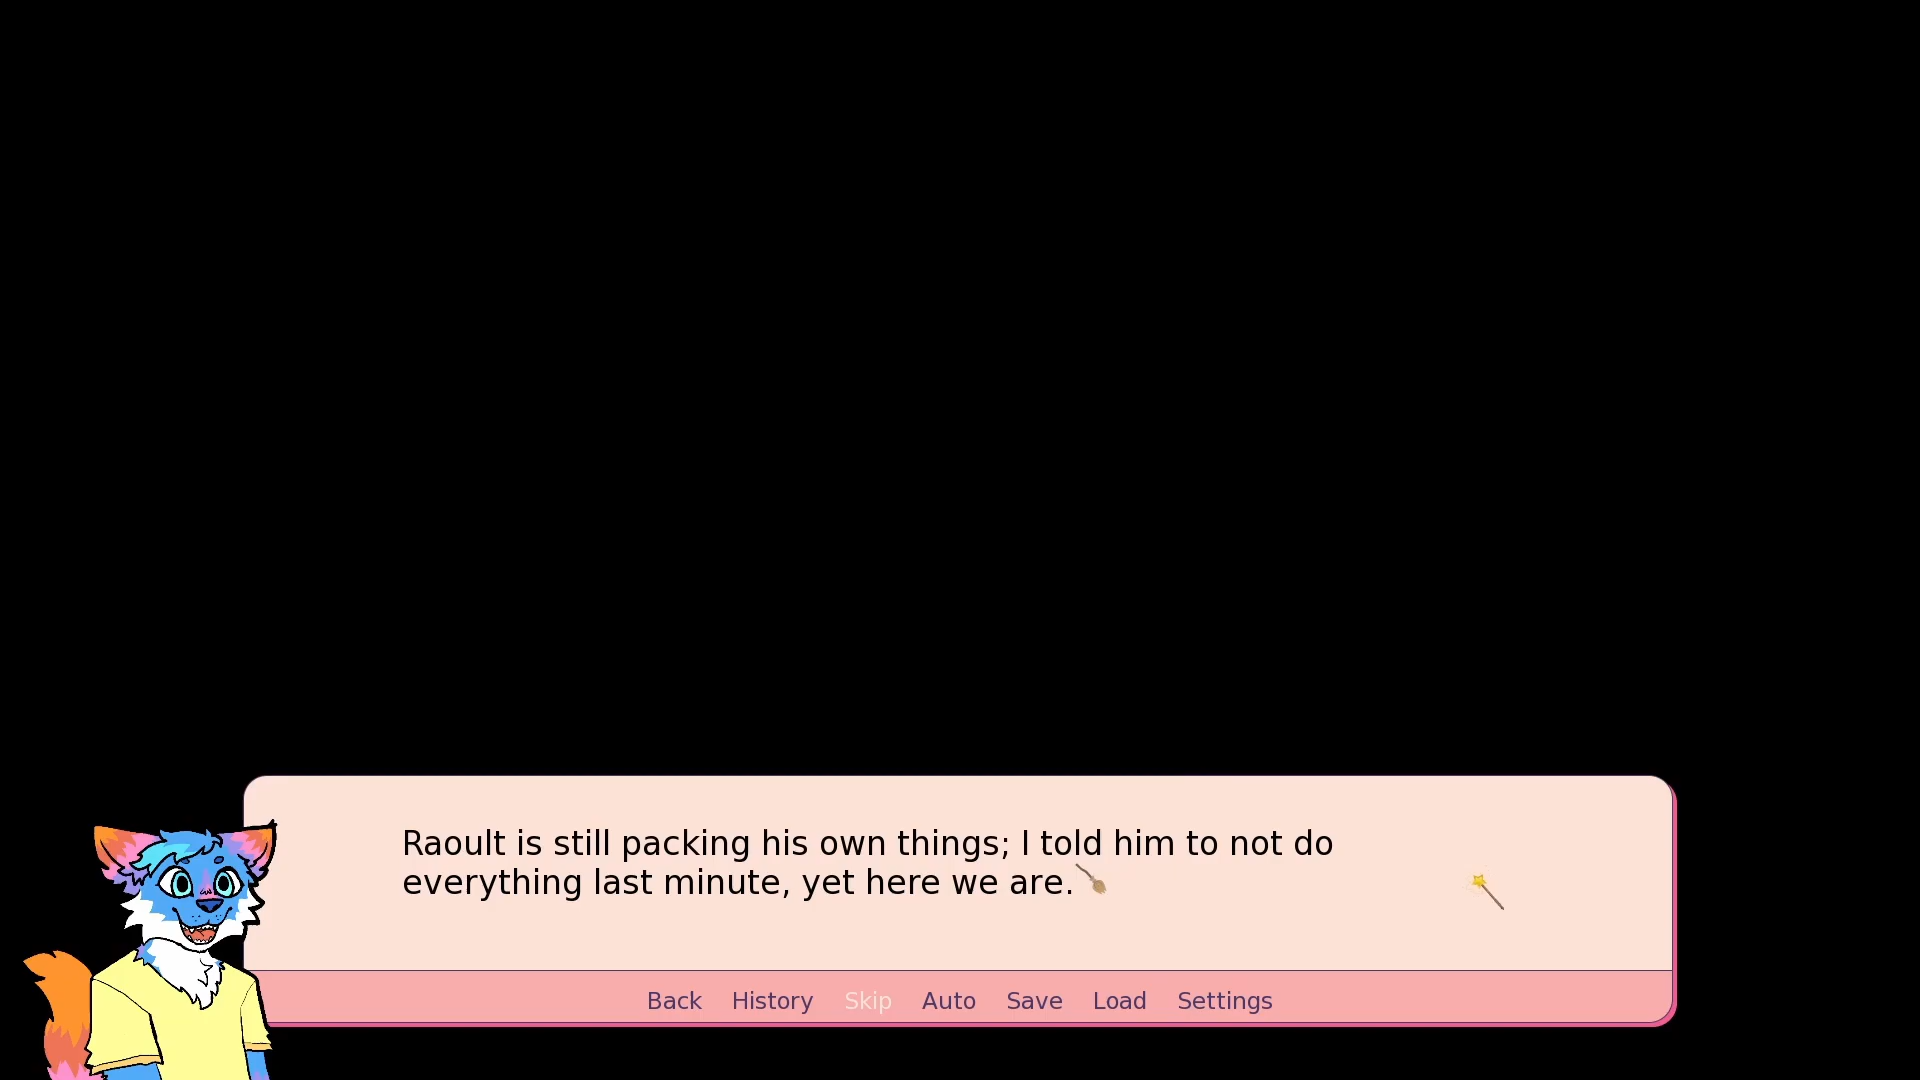 Raoult is still packing his own things; I told him to not do
everything last minute, yet here we are.
Back History Skip Auto Save Load Settings